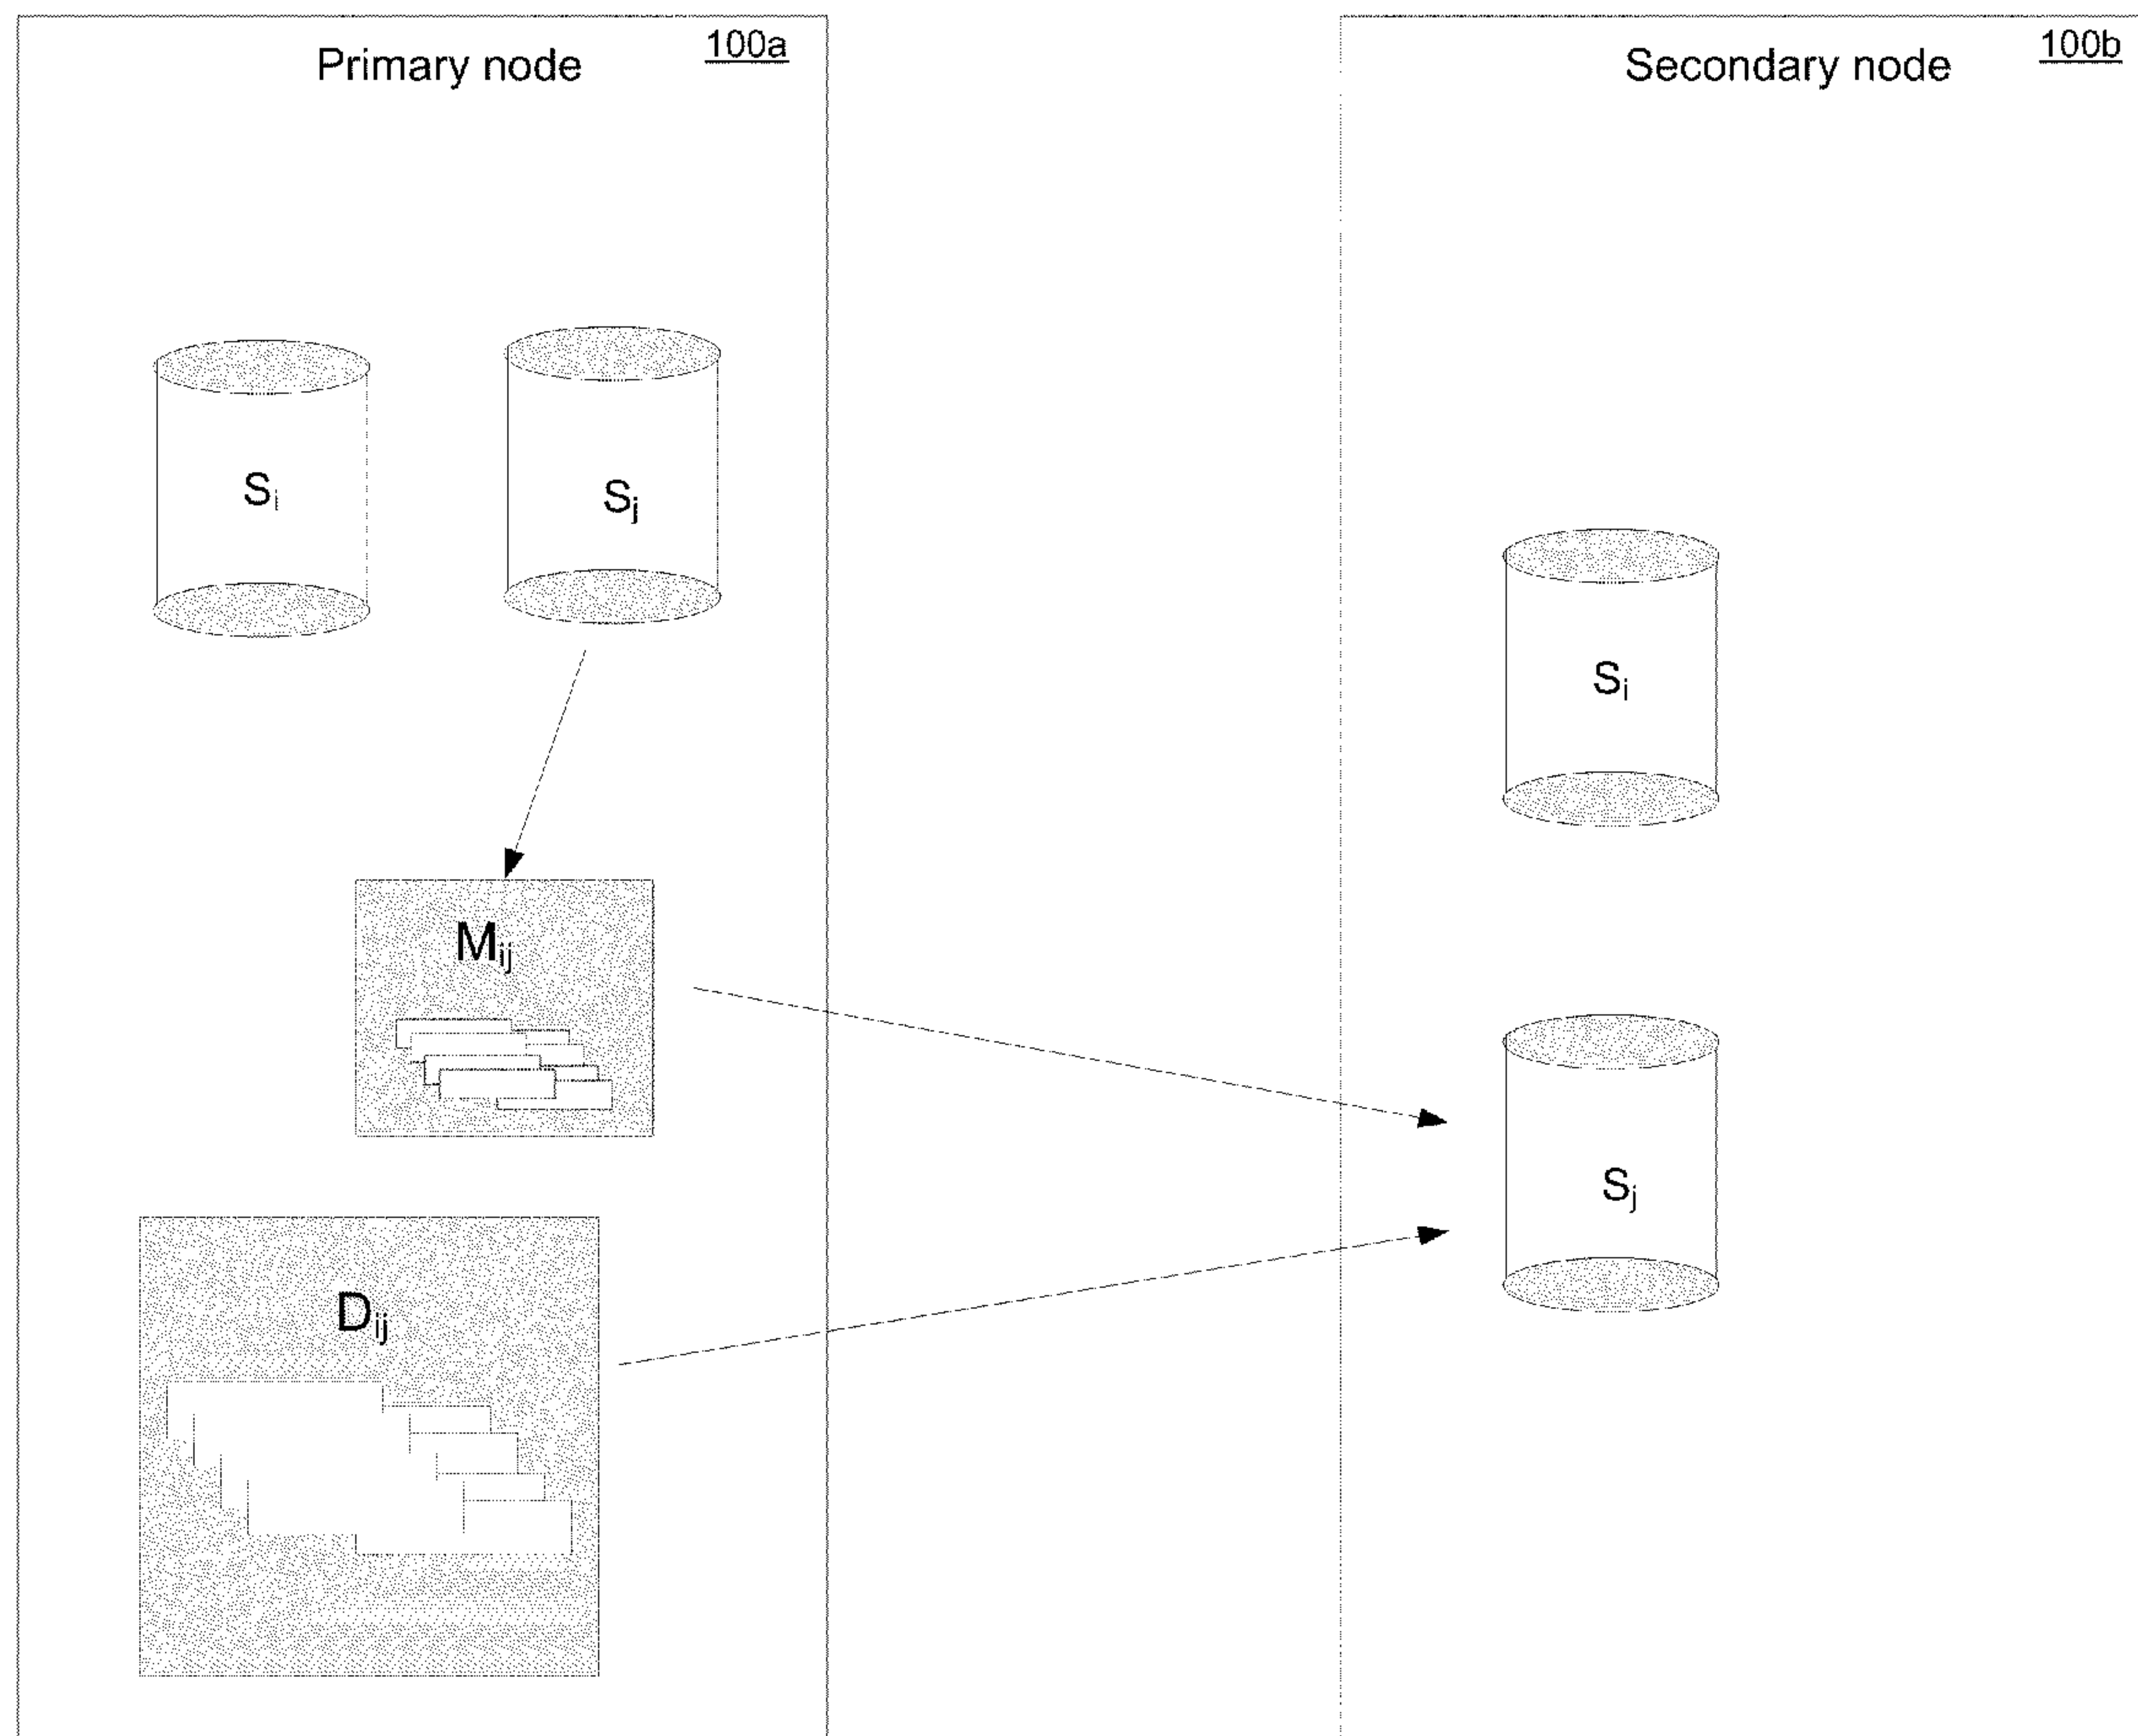 Primary node 100a
Secondary node 100b
Sᵢ
Sⱼ
Sᵢ
Mᵢⱼ
Sⱼ
Dᵢⱼ